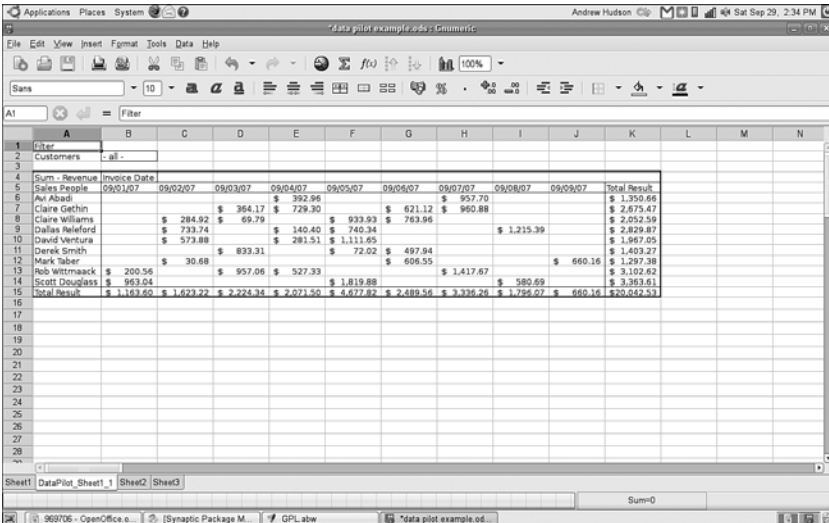 Applications Places System Andrew Hudson Sat Sep 29, 2:34 PM
*data pilot example.ods : Gnumeric
File Edit View Insert Format Tools Data Help
f(x) 100%
Sans 10 a a a %
A1 = Filter
A B C D E F G H I J K L M N
1 Filter
2 Customers - all -
3
4 Sum - Revenue Invoice Date
5 Sales People 09/01/07 09/02/07 09/03/07 09/04/07 09/05/07 09/06/07 09/07/07 09/08/07 09/09/07 Total Result
6 Avi Abadi $ 392.96 $ 957.70 $ 1,350.66
7 Claire Gethin $ 364.17 $ 729.30 $ 621.12 $ 960.88 $ 2,675.47
8 Claire Williams $ 284.92 $ 69.79 $ 933.93 $ 763.96 $ 2,052.59
9 Dallas Releford $ 733.74 $ 140.40 $ 740.34 $ 1,215.39 $ 2,829.87
10 David Ventura $ 573.88 $ 281.51 $ 1,111.65 $ 1,967.05
11 Derek Smith $ 833.31 $ 72.02 $ 497.94 $ 1,403.27
12 Mark Taber $ 30.68 $ 606.55 $ 660.16 $ 1,297.38
13 Rob Wittmaack $ 200.56 $ 957.06 $ 527.33 $ 1,417.67 $ 3,102.62
14 Scott Douglass $ 963.04 $ 1,819.88 $ 580.69 $ 3,363.61
15 Total Result $ 1,163.60 $ 1,623.22 $ 2,224.34 $ 2,071.50 $ 4,677.82 $ 2,489.56 $ 3,336.26 $ 1,796.07 $ 660.16 $20,042.53
16
17
18
19
20
21
22
23
24
25
26
27
28
Sheet1 DataPilot_Sheet1_1 Sheet2 Sheet3
Sum=0
969706 - OpenOffice.o... [Synaptic Package M... GPL.abw *data pilot example.od...